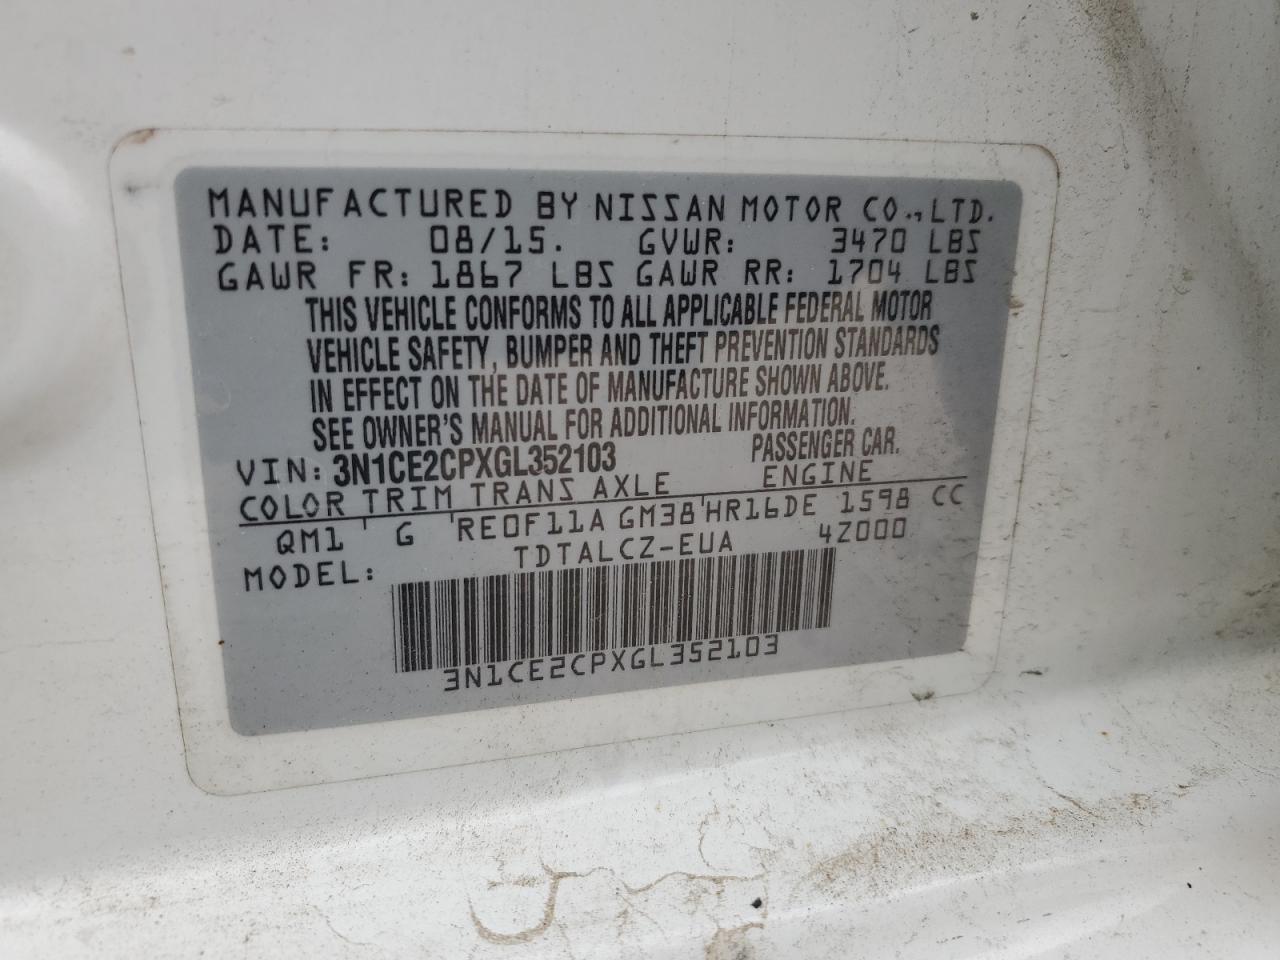 MANUFACTURED BY NISSAN MOTOR CO., LTD.
DATE: 08/15. GVWR: 3470 LBS
GAWR FR: 1867 LBS GAWR RR: 1704 LBS
THIS VEHICLE CONFORMS TO ALL APPLICABLE FEDERAL MOTOR
VEHICLE SAFETY, BUMPER AND THEFT PREVENTION STANDARDS
IN EFFECT ON THE DATE OF MANUFACTURE SHOWN ABOVE.
SEE OWNER'S MANUAL FOR ADDITIONAL INFORMATION.
VIN: 3N1CE2CPXGL352103 PASSENGER CAR.
COLOR TRIM TRANS AXLE ENGINE
QM1 G RE0F11A GM38 HR16DE 1598 CC
MODEL: TDTALCZ-EUA 4Z000
3N1CE2CPXGL352103